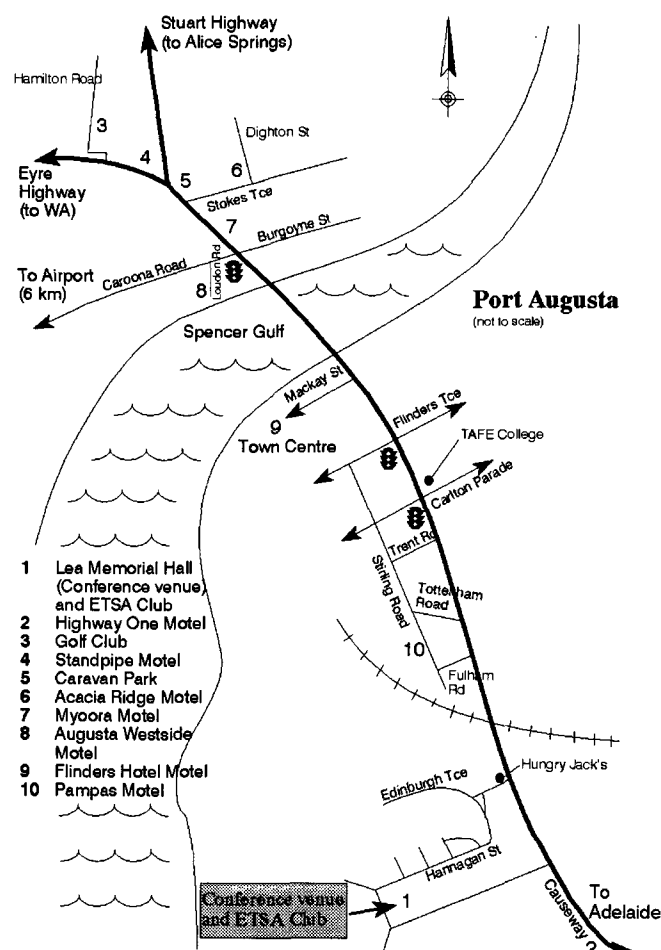 Stuart Highway
(to Alice Springs)
Hamilton Road
3
4
Dighton St
5
6
Eyre
Highway
(to WA)
Stokes Tce
7
Burgoyne St
Loudon Rd
Caroona Road
To Airport
(6 km)
8
Port Augusta
(not to scale)
Spencer Gulf
Mackay St
9
Town Centre
Flinders Tce
TAFE College
Carlton Parade
Trent Rd
Stirling Road
Tottenham
Road
10
Fulham
Rd
1 Lea Memorial Hall
(Conference venue)
and ETSA Club
2 Highway One Motel
3 Golf Club
4 Standpipe Motel
5 Caravan Park
6 Acacia Ridge Motel
7 Myoora Motel
8 Augusta Westside
Motel
9 Flinders Hotel Motel
10 Pampas Motel
Hungry Jack's
Edinburgh Tce
Hannagan St
Conference venue
and ETSA Club
1
Causeway 2
To
Adelaide